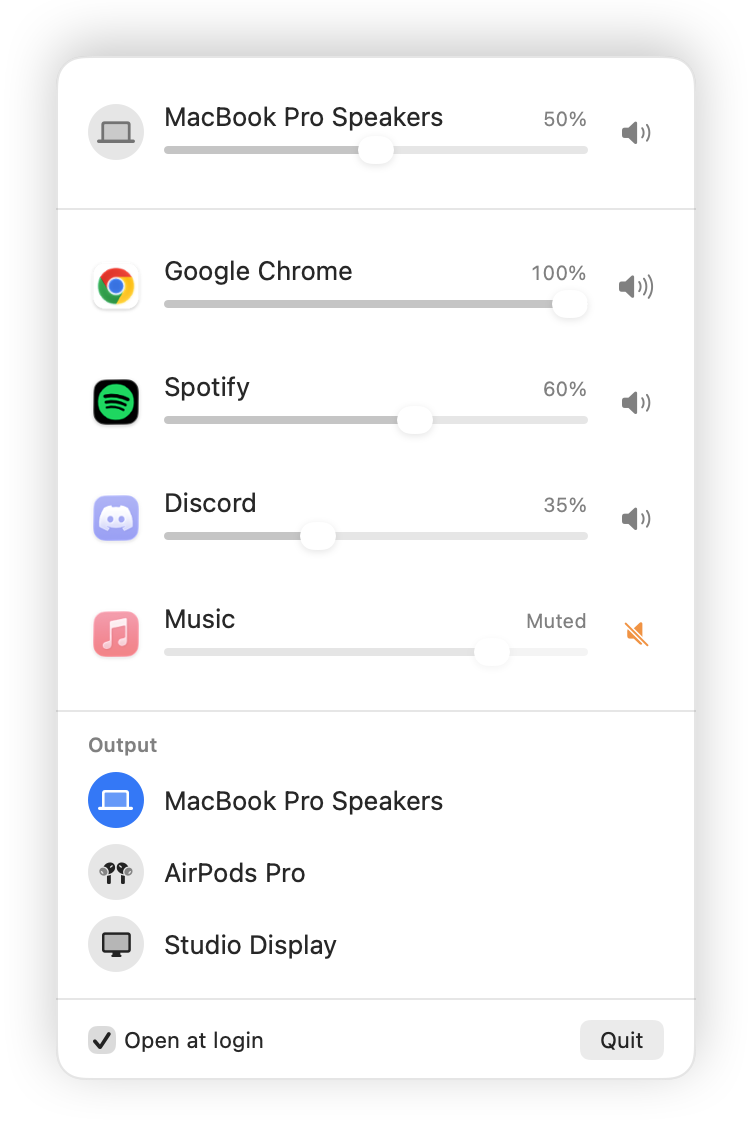 MacBook Pro Speakers 50%
Google Chrome 100%
Spotify 60%
Discord 35%
Music Muted
Output
MacBook Pro Speakers
AirPods Pro
Studio Display
Open at login Quit